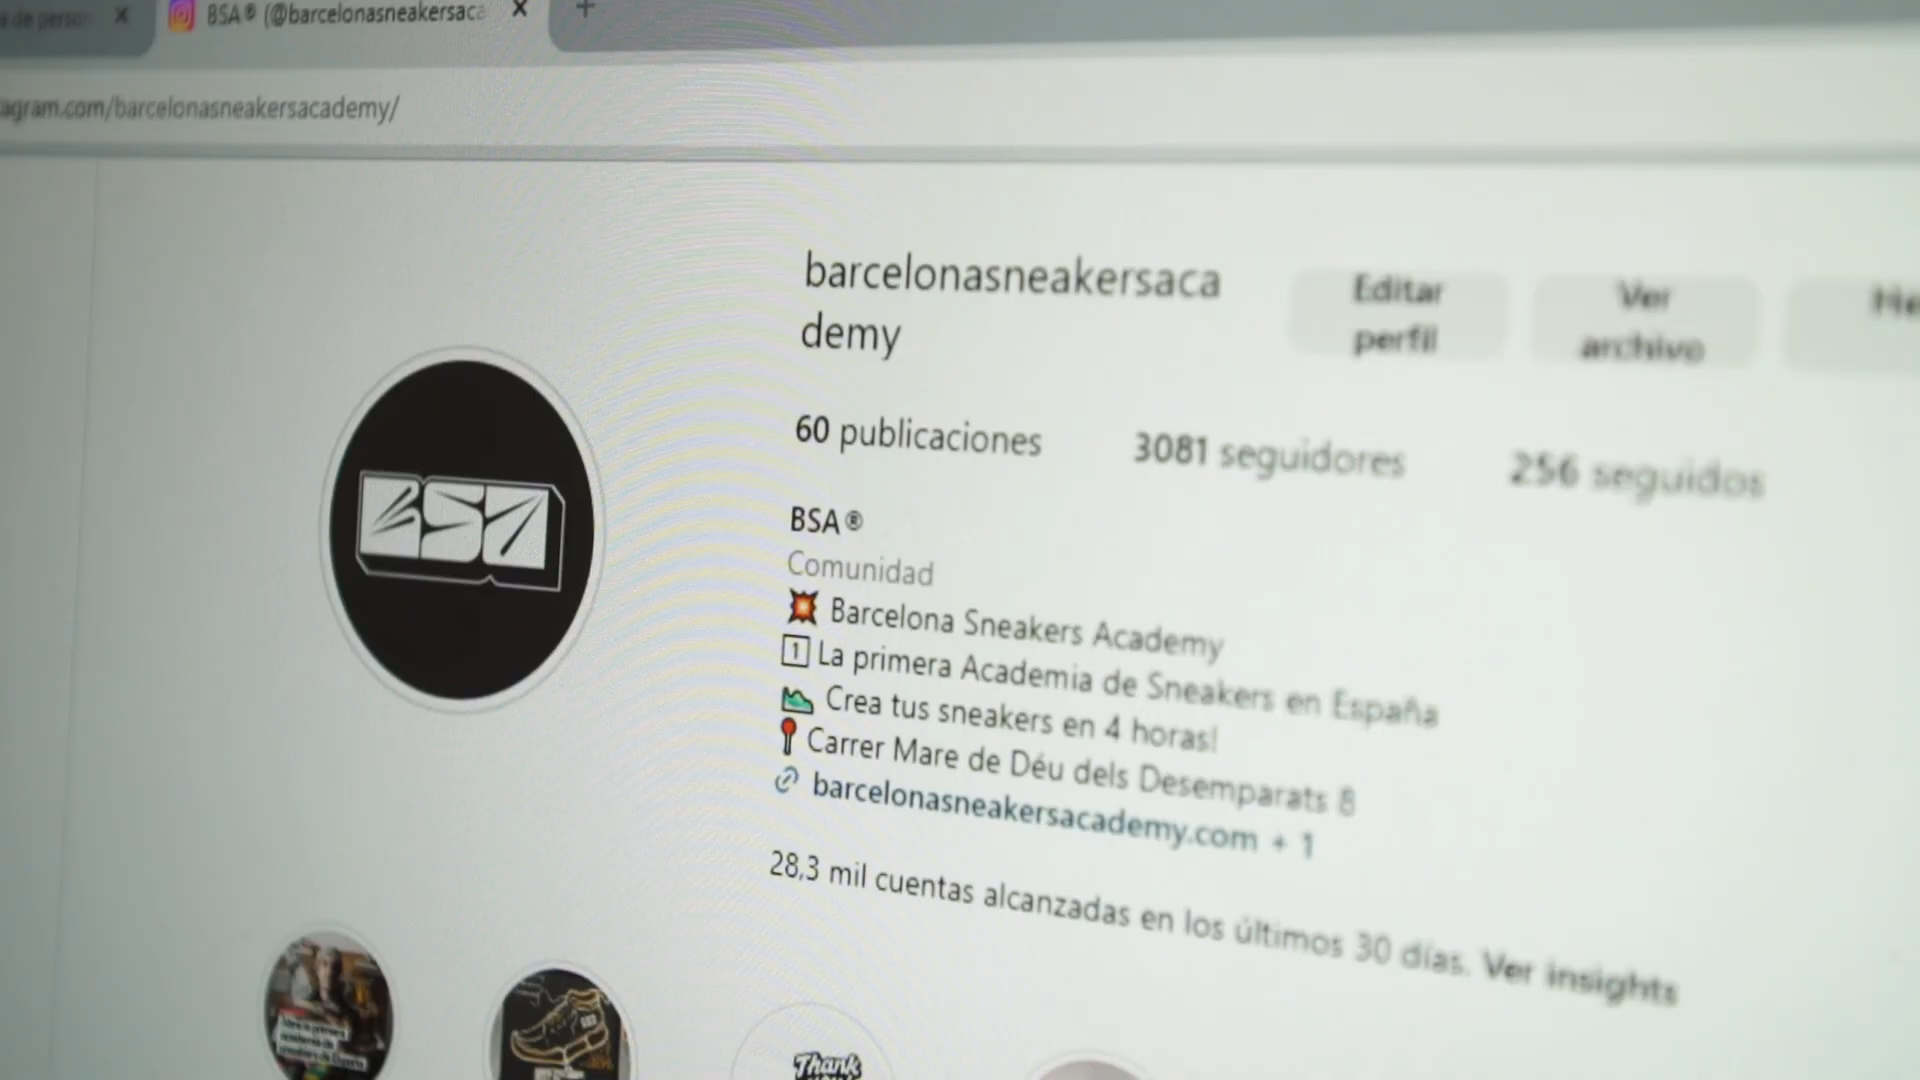 BSA® (@barcelonasneakersaca
agram.com/barcelonasneakersacademy/
barcelonasneakersaca
demy
Editar
perfil
Ver
archivo
60 publicaciones
3081 seguidores
256 seguidos
BSA®
Comunidad
💥 Barcelona Sneakers Academy
1 La primera Academia de Sneakers en España
👟 Crea tus sneakers en 4 horas!
📍 Carrer Mare de Déu dels Desemparats 8
barcelonasneakersacademy.com + 1
28,3 mil cuentas alcanzadas en los últimos 30 días. Ver insights
BSA
Thank